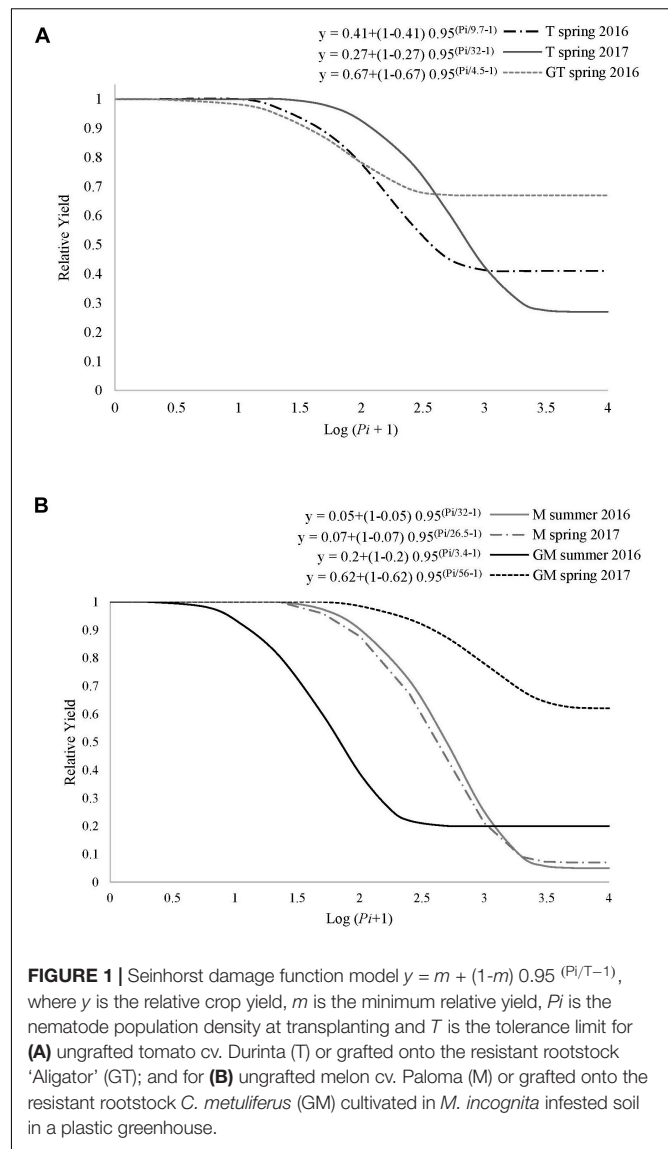 A
y = 0.41+(1-0.41) 0.95(Pi/9.7-1) T spring 2016
y = 0.27+(1-0.27) 0.95(Pi/32-1) T spring 2017
y = 0.67+(1-0.67) 0.95(Pi/4.5-1) GT spring 2016
1
0.9
0.8
0.7
0.6
0.5
0.4
0.3
0.2
0.1
0
Relative Yield
0 0.5 1 1.5 2 2.5 3 3.5 4
Log (Pi + 1)
B
y = 0.05+(1-0.05) 0.95(Pi/32-1) M summer 2016
y = 0.07+(1-0.07) 0.95(Pi/26.5-1) M spring 2017
y = 0.2+(1-0.2) 0.95(Pi/3.4-1) GM summer 2016
y = 0.62+(1-0.62) 0.95(Pi/56-1) GM spring 2017
1
0.9
0.8
0.7
0.6
0.5
0.4
0.3
0.2
0.1
0
Relative Yield
0 0.5 1 1.5 2 2.5 3 3.5 4
Log (Pi+1)
FIGURE 1 | Seinhorst damage function model y = m + (1-m) 0.95 (Pi/T−1),
where y is the relative crop yield, m is the minimum relative yield, Pi is the
nematode population density at transplanting and T is the tolerance limit for
(A) ungrafted tomato cv. Durinta (T) or grafted onto the resistant rootstock
'Aligator' (GT); and for (B) ungrafted melon cv. Paloma (M) or grafted onto the
resistant rootstock C. metuliferus (GM) cultivated in M. incognita infested soil
in a plastic greenhouse.